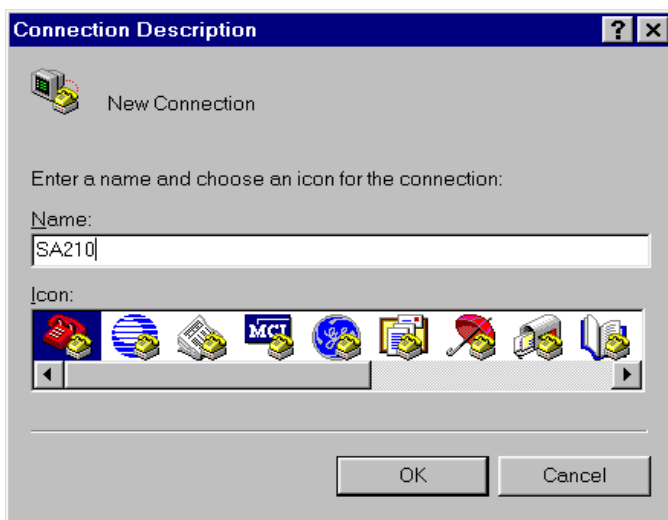 Connection Description
New Connection
Enter a name and choose an icon for the connection:
Name:
SA210
Icon:
MCI
OK Cancel